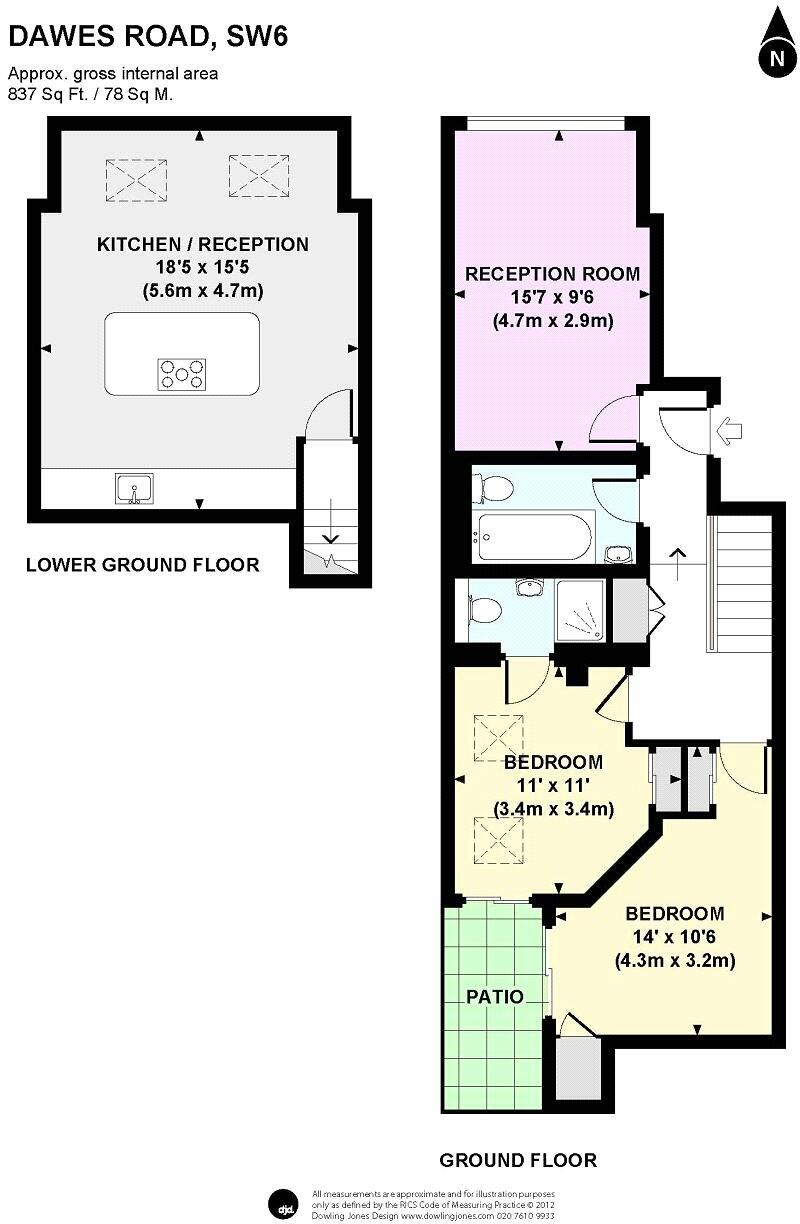 DAWES ROAD, SW6
Approx. gross internal area
837 Sq Ft. / 78 Sq M.
N
KITCHEN / RECEPTION
18'5 x 15'5
(5.6m x 4.7m)
LOWER GROUND FLOOR
RECEPTION ROOM
15'7 x 9'6
(4.7m x 2.9m)
BEDROOM
11' x 11'
(3.4m x 3.4m)
BEDROOM
14' x 10'6
(4.3m x 3.2m)
PATIO
GROUND FLOOR
djd.
All measurements are approximate and for illustration purposes
only as defined by the RICS Code of Measuring Practice © 2012
Dowling Jones Design www.dowlingjones.com 020 7610 9933